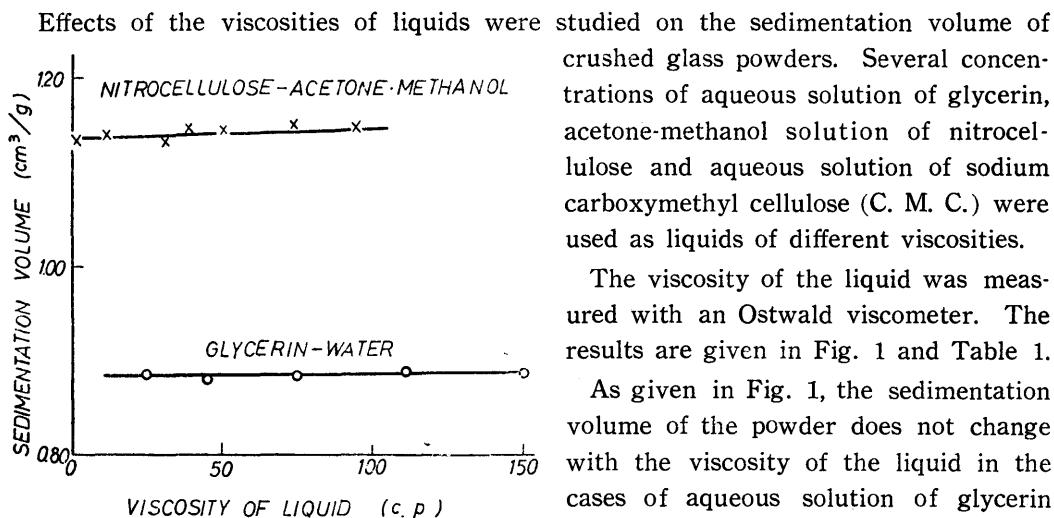 Effects of the viscosities of liquids were studied on the sedimentation volume of
crushed glass powders. Several concen-
trations of aqueous solution of glycerin,
acetone-methanol solution of nitrocel-
lulose and aqueous solution of sodium
carboxymethyl cellulose (C. M. C.) were
used as liquids of different viscosities.
The viscosity of the liquid was meas-
ured with an Ostwald viscometer. The
results are given in Fig. 1 and Table 1.
As given in Fig. 1, the sedimentation
volume of the powder does not change
with the viscosity of the liquid in the
cases of aqueous solution of glycerin
SEDIMENTATION VOLUME (cm³/g)
1.20
NITROCELLULOSE-ACETONE·METHANOL
1.00
GLYCERIN-WATER
0.80
0 50 100 150
VISCOSITY OF LIQUID (c.p)